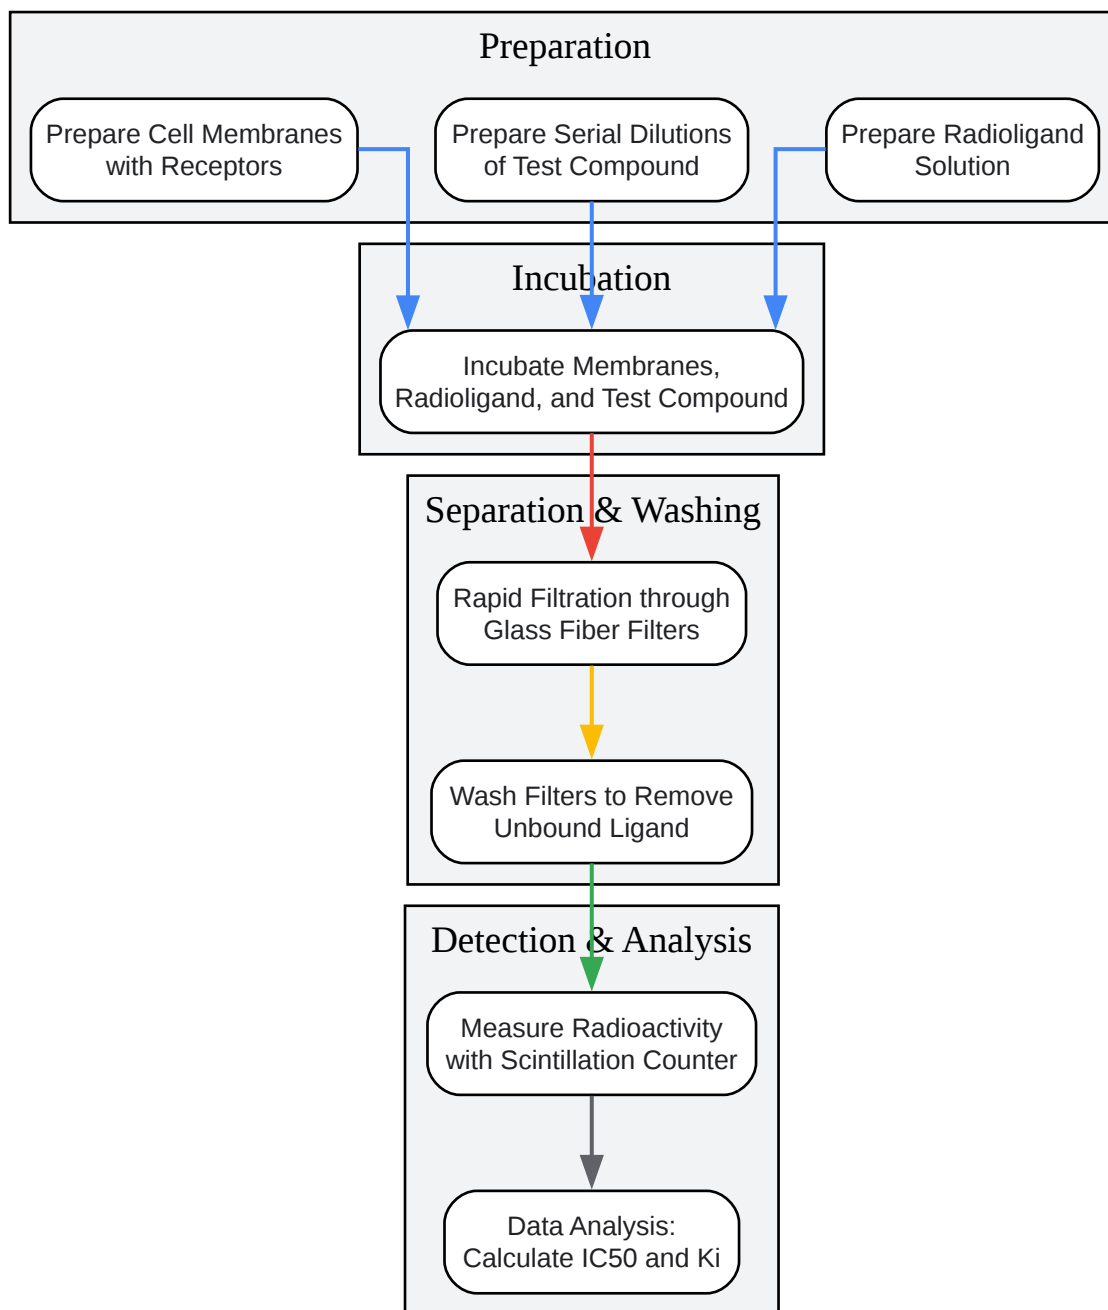 Preparation
Prepare Cell Membranes
with Receptors
Prepare Serial Dilutions
of Test Compound
Prepare Radioligand
Solution
Incubation
Incubate Membranes,
Radioligand, and Test Compound
Separation & Washing
Rapid Filtration through
Glass Fiber Filters
Wash Filters to Remove
Unbound Ligand
Detection & Analysis
Measure Radioactivity
with Scintillation Counter
Data Analysis:
Calculate IC50 and Ki